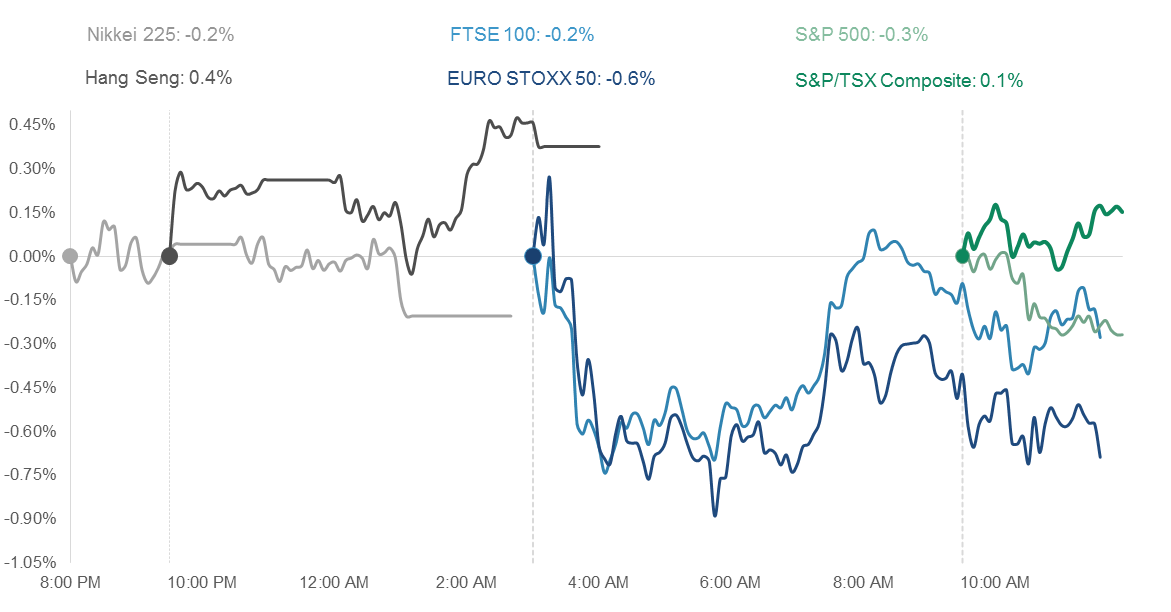 Nikkei 225: -0.2%
FTSE 100: -0.2%
S&P 500: -0.3%
Hang Seng: 0.4%
EURO STOXX 50: -0.6%
S&P/TSX Composite: 0.1%
0.45%
0.30%
0.15%
0.00%
-0.15%
-0.30%
-0.45%
-0.60%
-0.75%
-0.90%
-1.05%
8:00 PM
10:00 PM
12:00 AM
2:00 AM
4:00 AM
6:00 AM
8:00 AM
10:00 AM